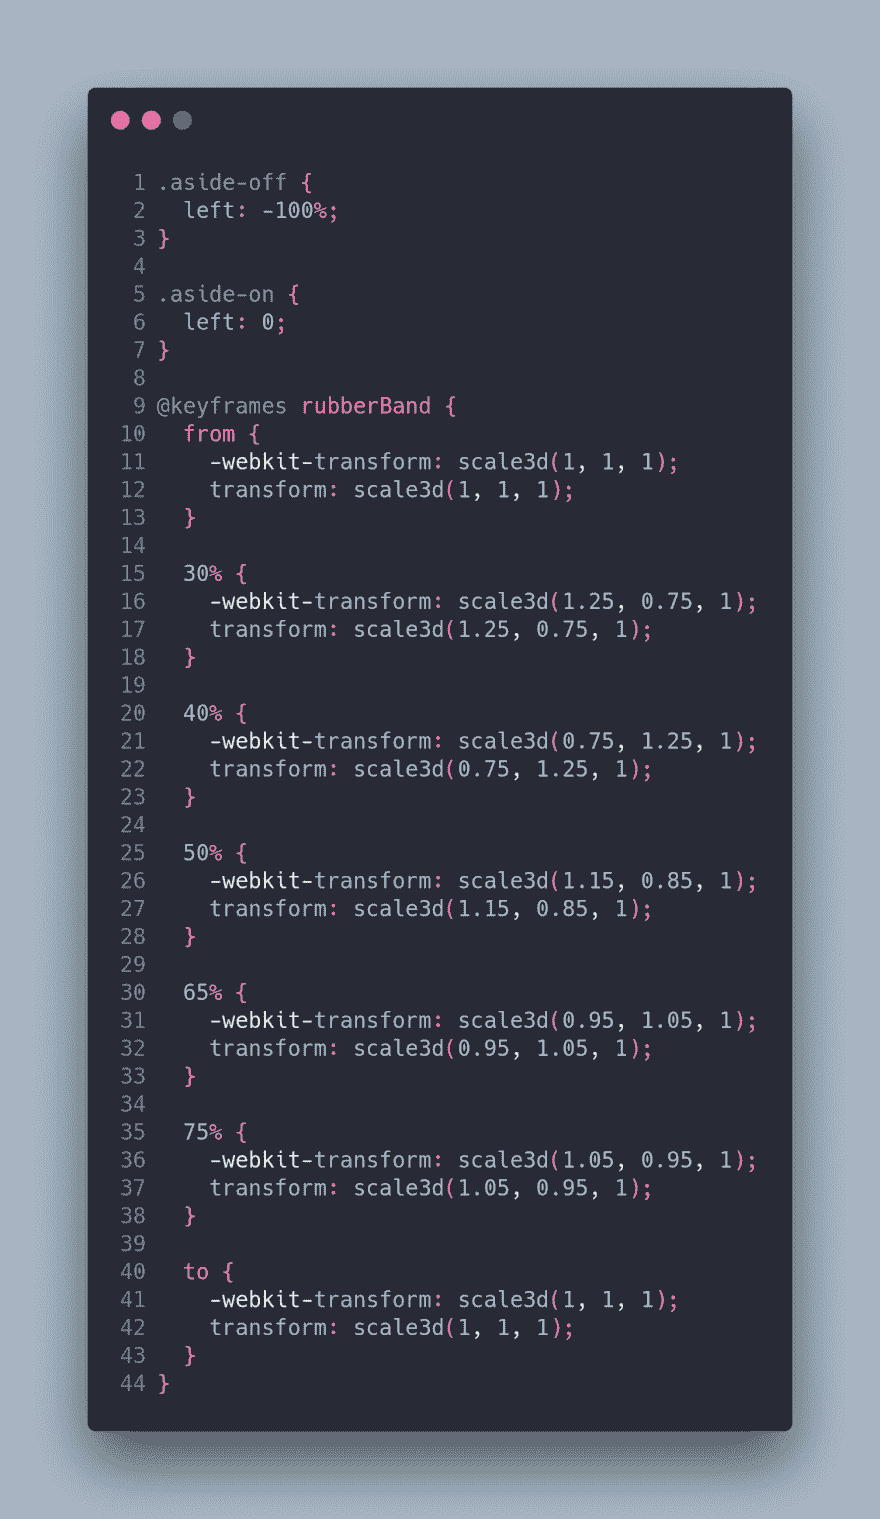 1 .aside-off {
2   left: -100%;
3 }
4
5 .aside-on {
6   left: 0;
7 }
8
9 @keyframes rubberBand {
10   from {
11     -webkit-transform: scale3d(1, 1, 1);
12     transform: scale3d(1, 1, 1);
13   }
14
15   30% {
16     -webkit-transform: scale3d(1.25, 0.75, 1);
17     transform: scale3d(1.25, 0.75, 1);
18   }
19
20   40% {
21     -webkit-transform: scale3d(0.75, 1.25, 1);
22     transform: scale3d(0.75, 1.25, 1);
23   }
24
25   50% {
26     -webkit-transform: scale3d(1.15, 0.85, 1);
27     transform: scale3d(1.15, 0.85, 1);
28   }
29
30   65% {
31     -webkit-transform: scale3d(0.95, 1.05, 1);
32     transform: scale3d(0.95, 1.05, 1);
33   }
34
35   75% {
36     -webkit-transform: scale3d(1.05, 0.95, 1);
37     transform: scale3d(1.05, 0.95, 1);
38   }
39
40   to {
41     -webkit-transform: scale3d(1, 1, 1);
42     transform: scale3d(1, 1, 1);
43   }
44 }